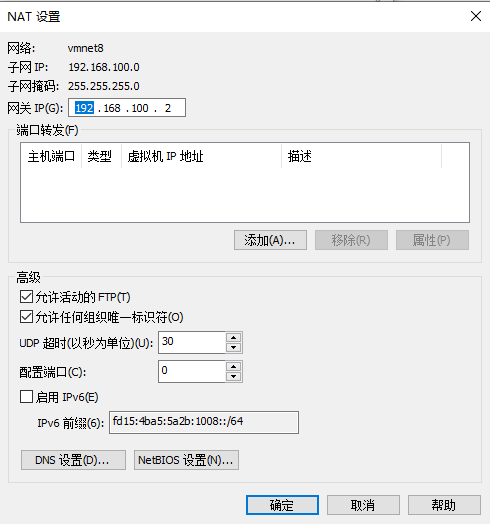 NAT 设置
网络: vmnet8
子网 IP: 192.168.100.0
子网掩码: 255.255.255.0
网关 IP(G): 192 . 168 . 100 . 2
端口转发(F)
主机端口 类型 虚拟机 IP 地址 描述
添加(A)... 移除(R) 属性(P)
高级
允许活动的 FTP(T)
允许任何组织唯一标识符(O)
UDP 超时(以秒为单位)(U): 30
配置端口(C): 0
启用 IPv6(E)
IPv6 前缀(6): fd15:4ba5:5a2b:1008::/64
DNS 设置(D)... NetBIOS 设置(N)...
确定 取消 帮助